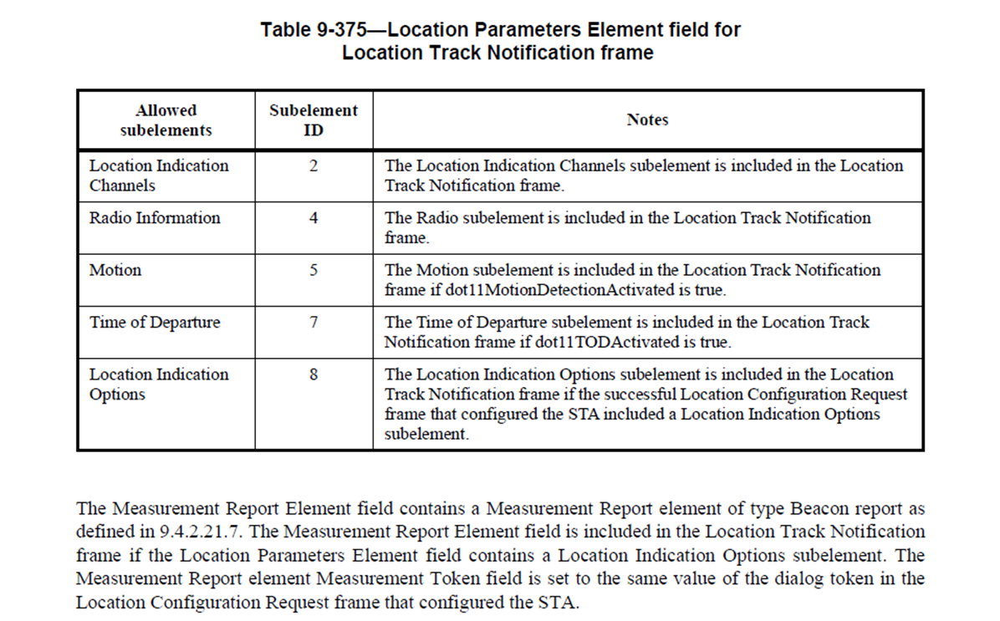 Table 9-375—Location Parameters Element field for
Location Track Notification frame
Allowed
subelements
Subelement
ID
Notes
Location Indication
Channels
2
The Location Indication Channels subelement is included in the Location
Track Notification frame.
Radio Information
4
The Radio subelement is included in the Location Track Notification
frame.
Motion
5
The Motion subelement is included in the Location Track Notification
frame if dot11MotionDetectionActivated is true.
Time of Departure
7
The Time of Departure subelement is included in the Location Track
Notification frame if dot11TODActivated is true.
Location Indication
Options
8
The Location Indication Options subelement is included in the Location
Track Notification frame if the successful Location Configuration Request
frame that configured the STA included a Location Indication Options
subelement.
The Measurement Report Element field contains a Measurement Report element of type Beacon report as
defined in 9.4.2.21.7. The Measurement Report Element field is included in the Location Track Notification
frame if the Location Parameters Element field contains a Location Indication Options subelement. The
Measurement Report element Measurement Token field is set to the same value of the dialog token in the
Location Configuration Request frame that configured the STA.